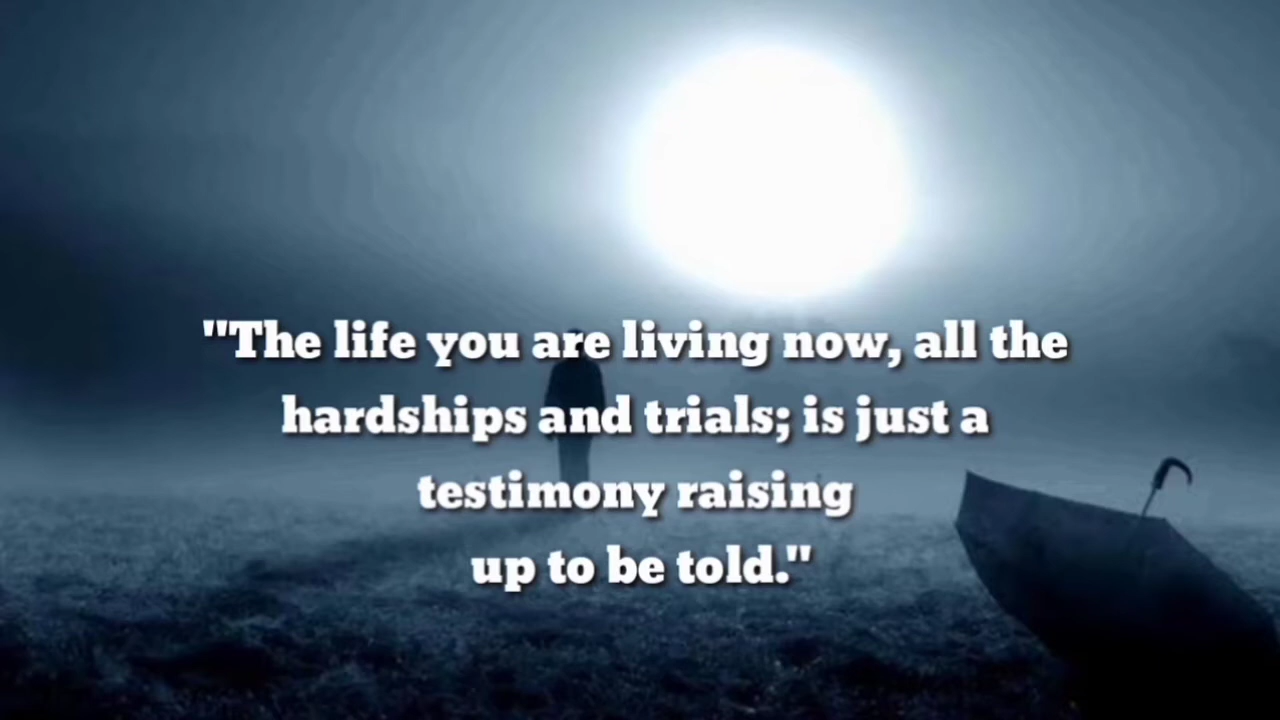 "The life you are living now, all the
hardships and trials; is just a
testimony raising
up to be told."